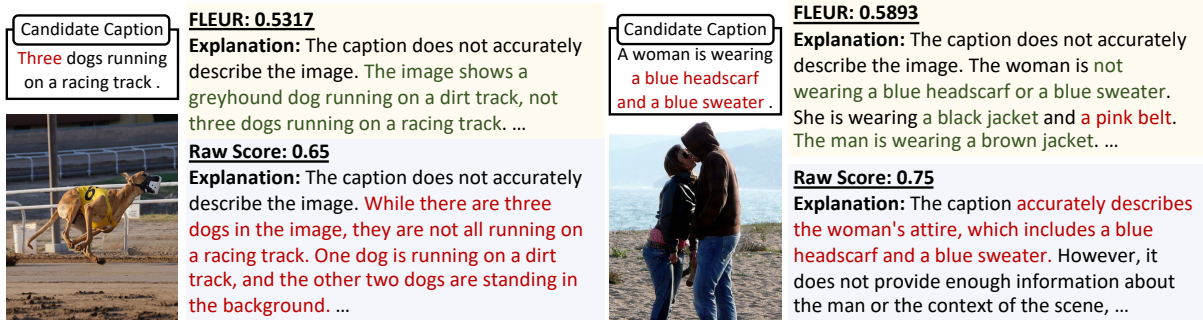 Candidate Caption
Three dogs running
on a racing track .
FLEUR: 0.5317
Explanation: The caption does not accurately
describe the image. The image shows a
greyhound dog running on a dirt track, not
three dogs running on a racing track. ...
Raw Score: 0.65
Explanation: The caption does not accurately
describe the image. While there are three
dogs in the image, they are not all running on
a racing track. One dog is running on a dirt
track, and the other two dogs are standing in
the background. ...
Candidate Caption
A woman is wearing
a blue headscarf
and a blue sweater .
FLEUR: 0.5893
Explanation: The caption does not accurately
describe the image. The woman is not
wearing a blue headscarf or a blue sweater.
She is wearing a black jacket and a pink belt.
The man is wearing a brown jacket. ...
Raw Score: 0.75
Explanation: The caption accurately describes
the woman's attire, which includes a blue
headscarf and a blue sweater. However, it
does not provide enough information about
the man or the context of the scene, ...